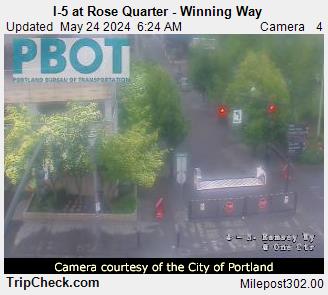 I-5 at Rose Quarter - Winning Way
Updated May 24 2024 6:24 AM Camera 4
PBOT
PORTLAND BUREAU OF TRANSPORTATION
Camera courtesy of the City of Portland
TripCheck.com Milepost302.00